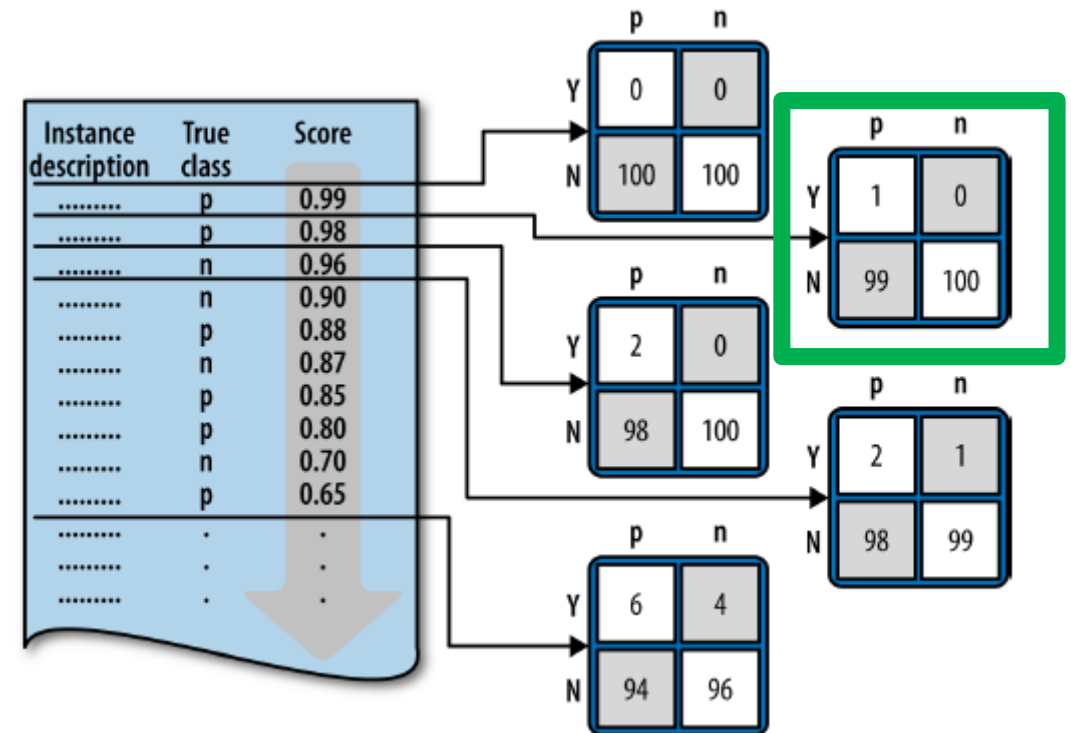 Instance description True class Score
......... p 0.99
......... p 0.98
......... n 0.96
......... n 0.90
......... p 0.88
......... n 0.87
......... p 0.85
......... p 0.80
......... n 0.70
......... p 0.65
......... . .
......... . .
......... . .
p n
Y 0 0
N 100 100
p n
Y 1 0
N 99 100
p n
Y 2 0
N 98 100
p n
Y 2 1
N 98 99
p n
Y 6 4
N 94 96